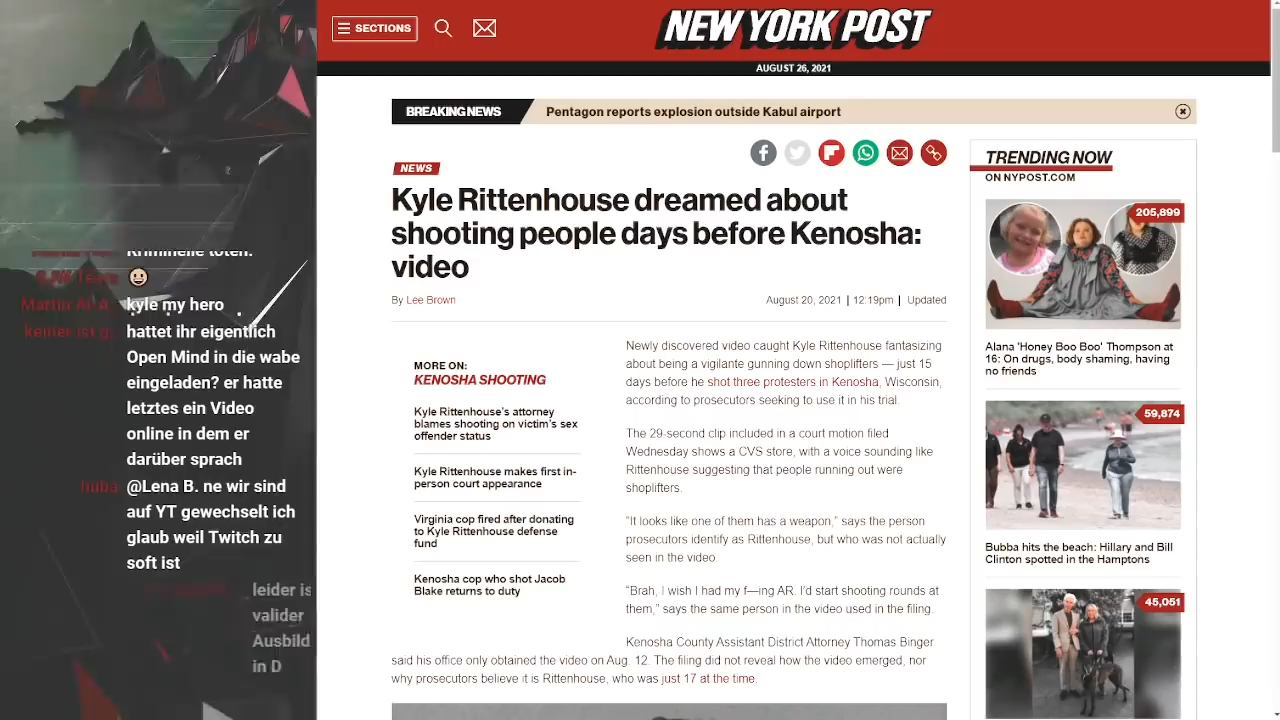 SECTIONS
NEW YORK POST
AUGUST 26, 2021
BREAKING NEWS
Pentagon reports explosion outside Kabul airport
NEWS
Kyle Rittenhouse dreamed about
shooting people days before Kenosha:
video
By Lee Brown
August 20, 2021 | 12:19pm | Updated
MORE ON:
KENOSHA SHOOTING
Kyle Rittenhouse's attorney
blames shooting on victim's sex
offender status
Kyle Rittenhouse makes first in-
person court appearance
Virginia cop fired after donating
to Kyle Rittenhouse defense
fund
Kenosha cop who shot Jacob
Blake returns to duty
Newly discovered video caught Kyle Rittenhouse fantasizing
about being a vigilante gunning down shoplifters — just 15
days before he shot three protesters in Kenosha, Wisconsin,
according to prosecutors seeking to use it in his trial.
The 29-second clip included in a court motion filed
Wednesday shows a CVS store, with a voice sounding like
Rittenhouse suggesting that people running out were
shoplifters.
“It looks like one of them has a weapon,” says the person
prosecutors identify as Rittenhouse, but who was not actually
seen in the video.
“Brah, I wish I had my f—ing AR. I'd start shooting rounds at
them,” says the same person in the video used in the filing.
Kenosha County Assistant District Attorney Thomas Binger
said his office only obtained the video on Aug. 12. The filing did not reveal how the video emerged, nor
why prosecutors believe it is Rittenhouse, who was just 17 at the time.
TRENDING NOW
ON NYPOST.COM
205,899
Alana 'Honey Boo Boo' Thompson at
16: On drugs, body shaming, having
no friends
59,874
Bubba hits the beach: Hillary and Bill
Clinton spotted in the Hamptons
45,051
Kriminelle töten.
kyle my hero
hattet ihr eigentlich
Open Mind in die wabe
eingeladen? er hatte
letztes ein Video
online in dem er
darüber sprach
huba @Lena B. ne wir sind
auf YT gewechselt ich
glaub weil Twitch zu
soft ist
leider is
valider
Ausbild
in D